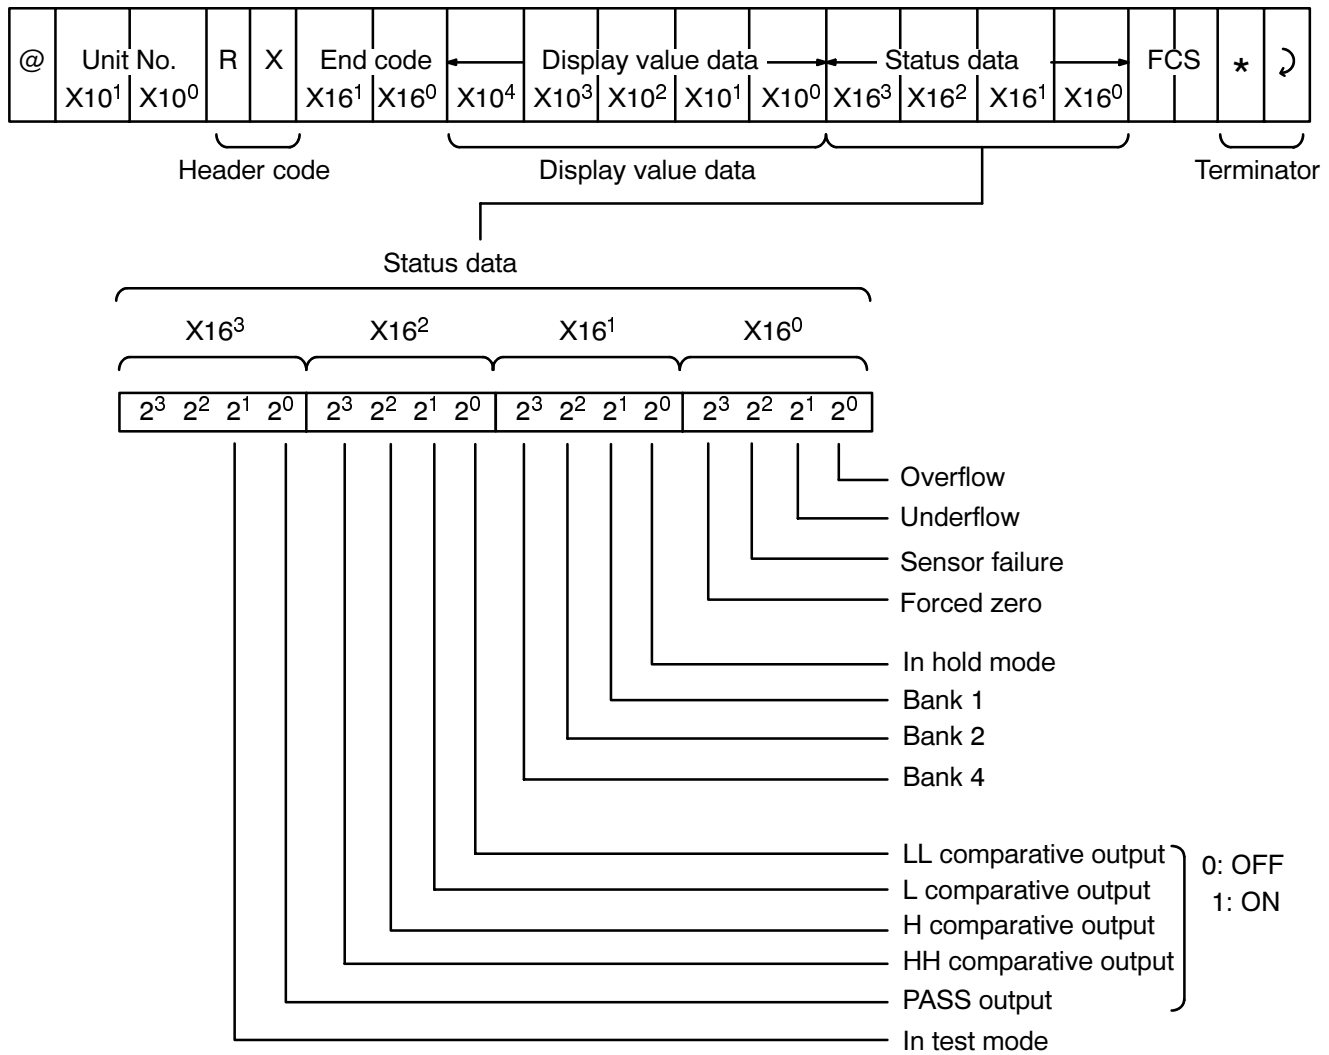 @ Unit No. R X End code Display value data Status data FCS * 
X10¹ X10⁰ X16¹ X16⁰ X10⁴ X10³ X10² X10¹ X10⁰ X16³ X16² X16¹ X16⁰
Header code Display value data Terminator
Status data
X16³ X16² X16¹ X16⁰
2³ 2² 2¹ 2⁰ 2³ 2² 2¹ 2⁰ 2³ 2² 2¹ 2⁰ 2³ 2² 2¹ 2⁰
Overflow
Underflow
Sensor failure
Forced zero
In hold mode
Bank 1
Bank 2
Bank 4
LL comparative output
0: OFF
L comparative output
1: ON
H comparative output
HH comparative output
PASS output
In test mode